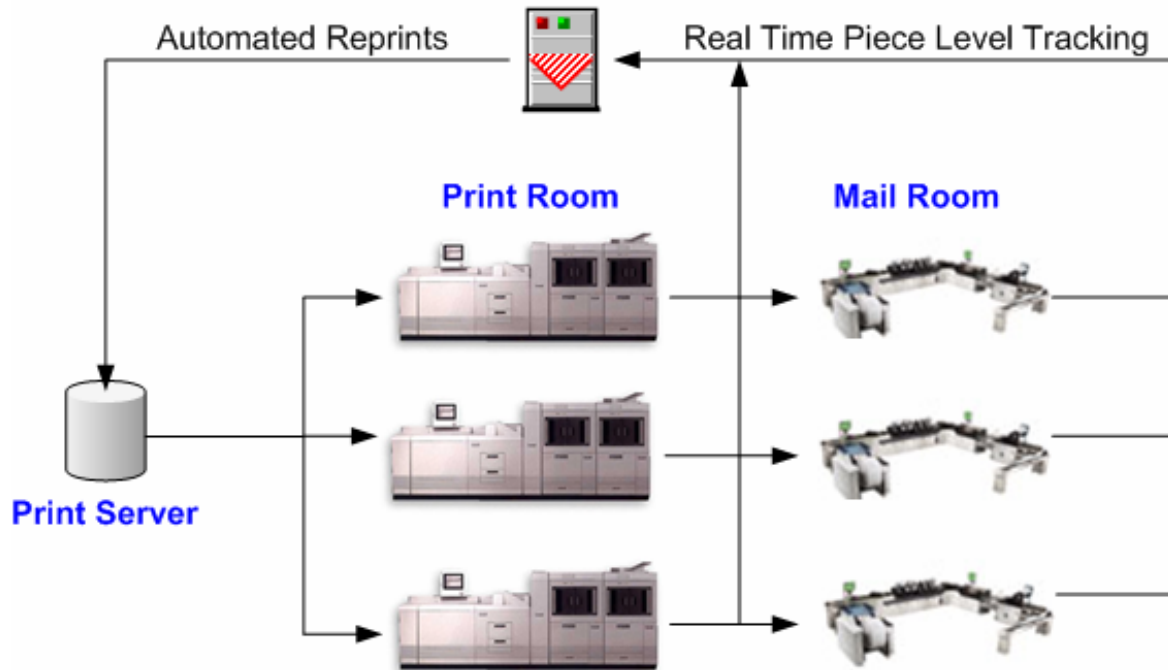 Automated Reprints
Real Time Piece Level Tracking
Print Room
Mail Room
Print Server